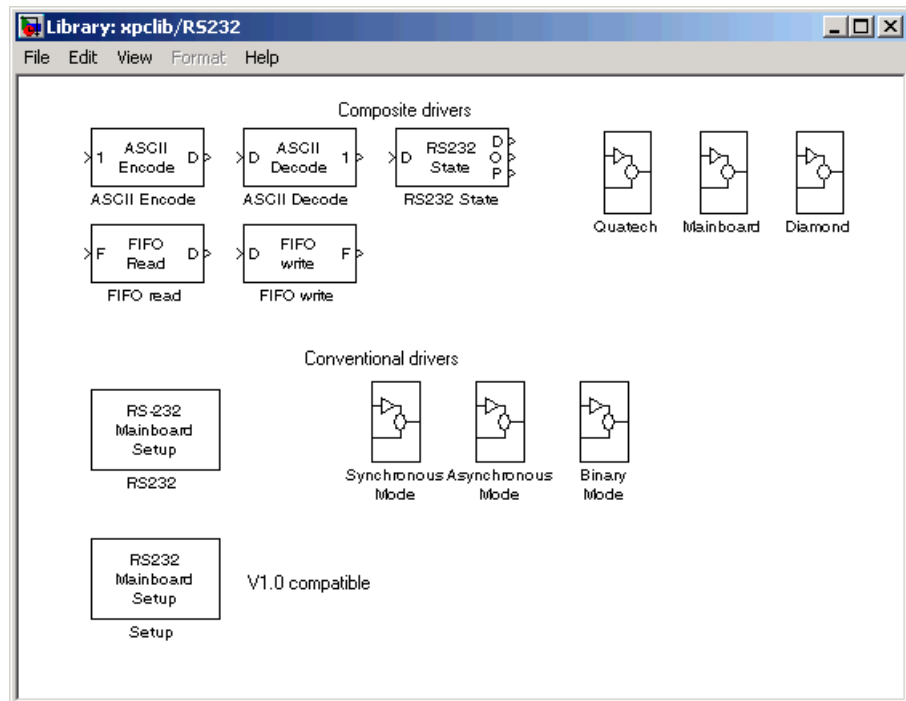 Library: xpclib/RS232
File Edit View Format Help
Composite drivers
1 ASCII Encode D
ASCII Encode
D ASCII Decode 1
ASCII Decode
D RS232 State D O P
RS232 State
Quatech
Mainboard
Diamond
F FIFO Read D
FIFO read
D FIFO write F
FIFO write
Conventional drivers
RS-232
Mainboard
Setup
RS232
Synchronous
Mode
Asynchronous
Mode
Binary
Mode
RS232
Mainboard
Setup
Setup
V1.0 compatible